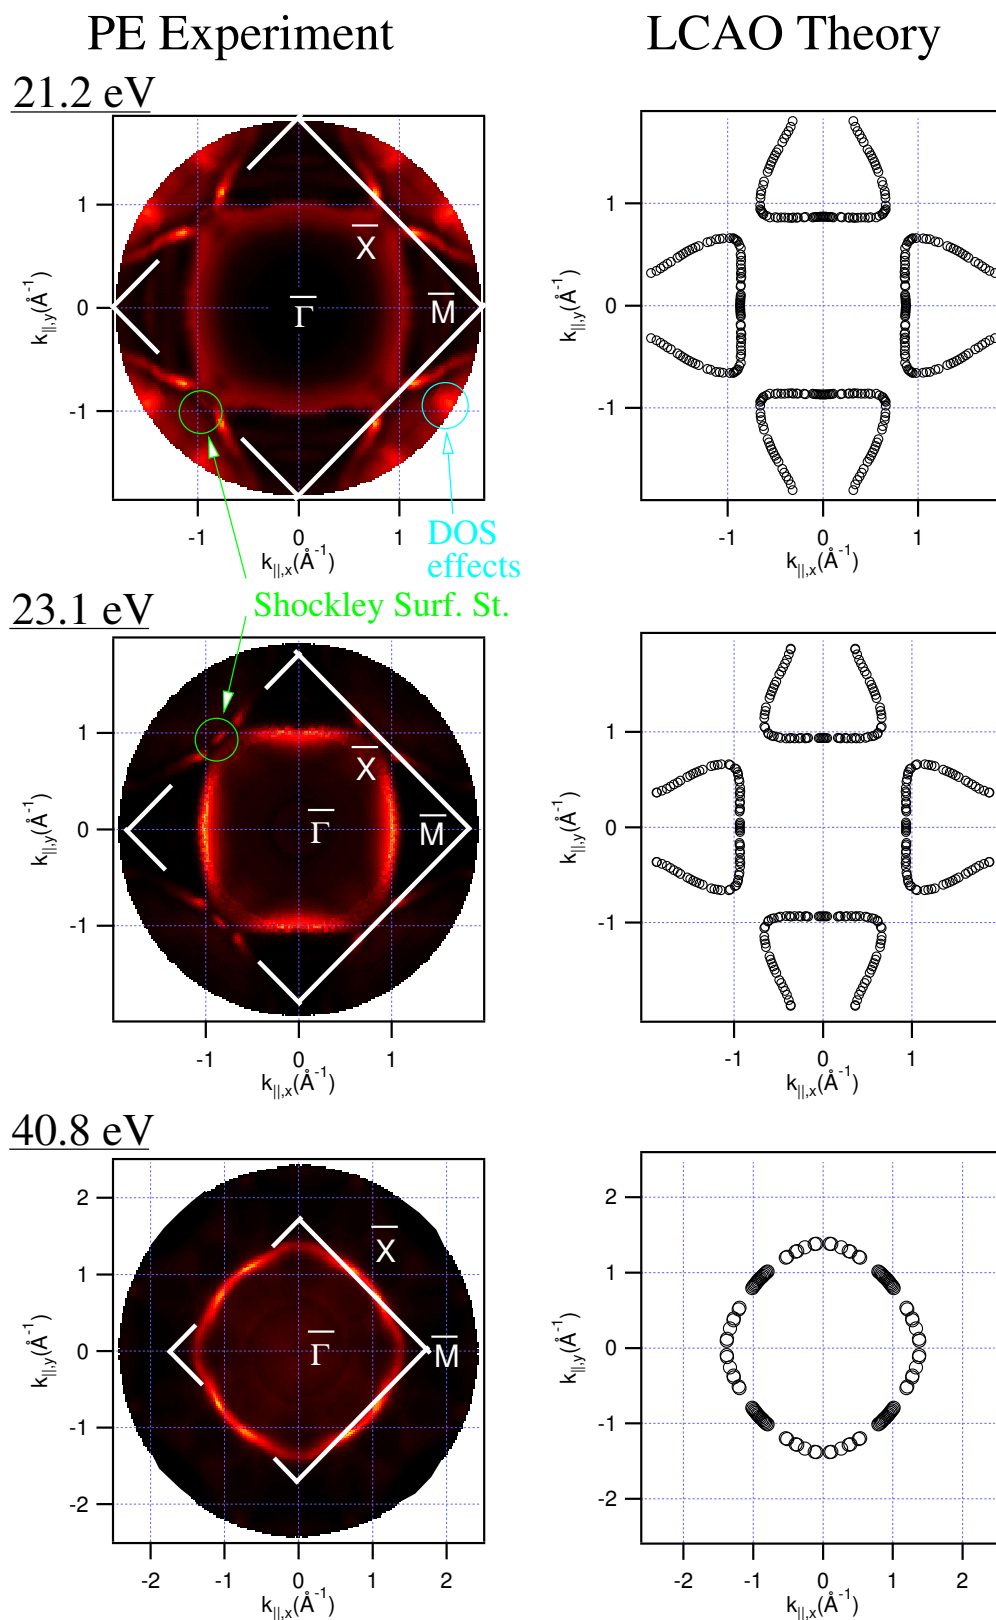 PE Experiment
LCAO Theory
21.2 eV
1
0
-1
k||,y(Å-1)
X
Γ
M
-1
0
1
k||,x(Å-1)
DOS
effects
1
0
-1
k||,y(Å-1)
-1
0
1
k||,x(Å-1)
Shockley Surf. St.
23.1 eV
1
0
-1
k||,y(Å-1)
X
Γ
M
-1
0
1
k||,x(Å-1)
1
0
-1
k||,y(Å-1)
-1
0
1
k||,x(Å-1)
40.8 eV
2
1
0
-1
-2
k||,y(Å-1)
X
Γ
M
-2
-1
0
1
2
k||,x(Å-1)
2
1
0
-1
-2
k||,y(Å-1)
-2
-1
0
1
2
k||,x(Å-1)